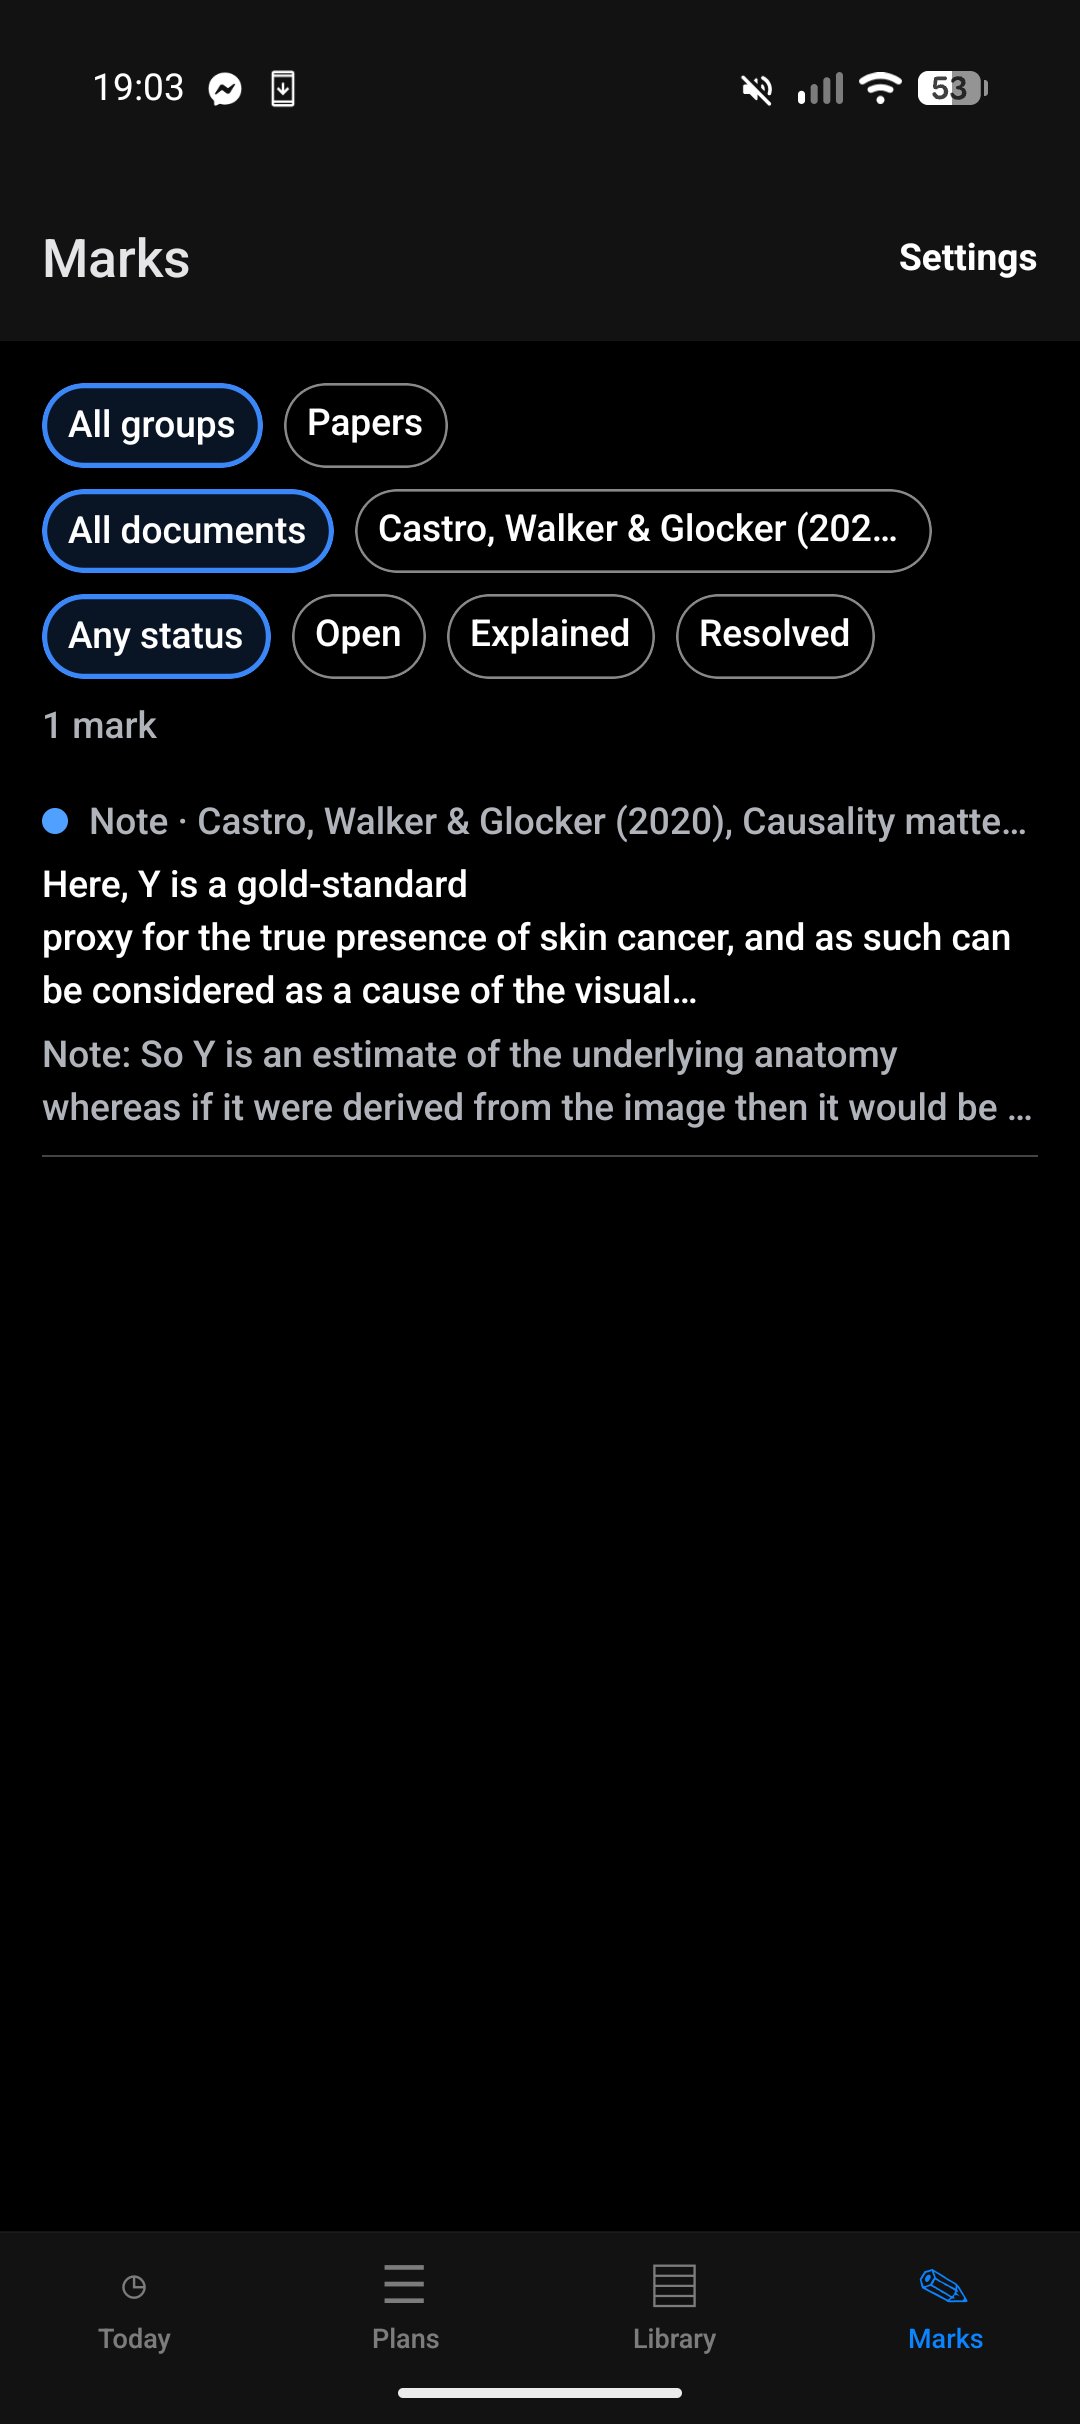 19:03
53
Marks
Settings
All groups
Papers
All documents
Castro, Walker & Glocker (202...
Any status
Open
Explained
Resolved
1 mark
Note · Castro, Walker & Glocker (2020), Causality matte...
Here, Y is a gold-standard
proxy for the true presence of skin cancer, and as such can
be considered as a cause of the visual...
Note: So Y is an estimate of the underlying anatomy
whereas if it were derived from the image then it would be ...
Today
Plans
Library
Marks